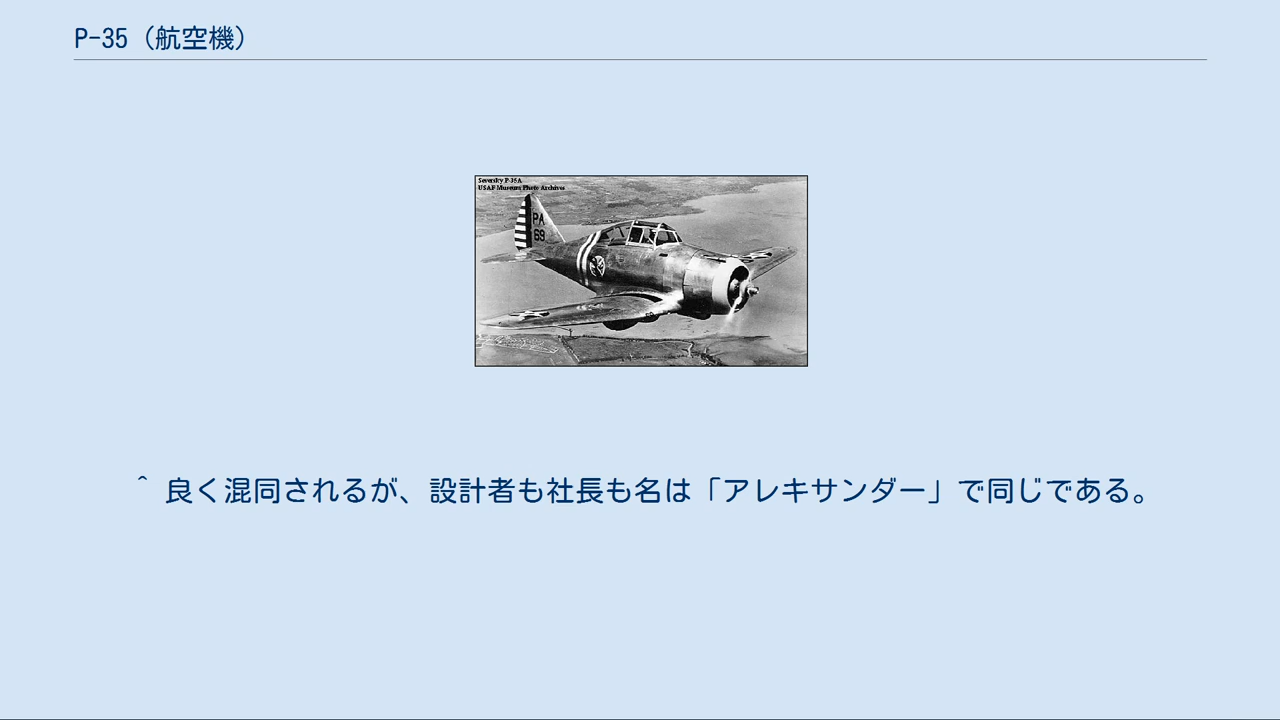 P-35（航空機）
Seversky P-35A
USAF Museum Photo Archives
PA
69
^ 良く混同されるが、設計者も社長も名は「アレキサンダー」で同じである。